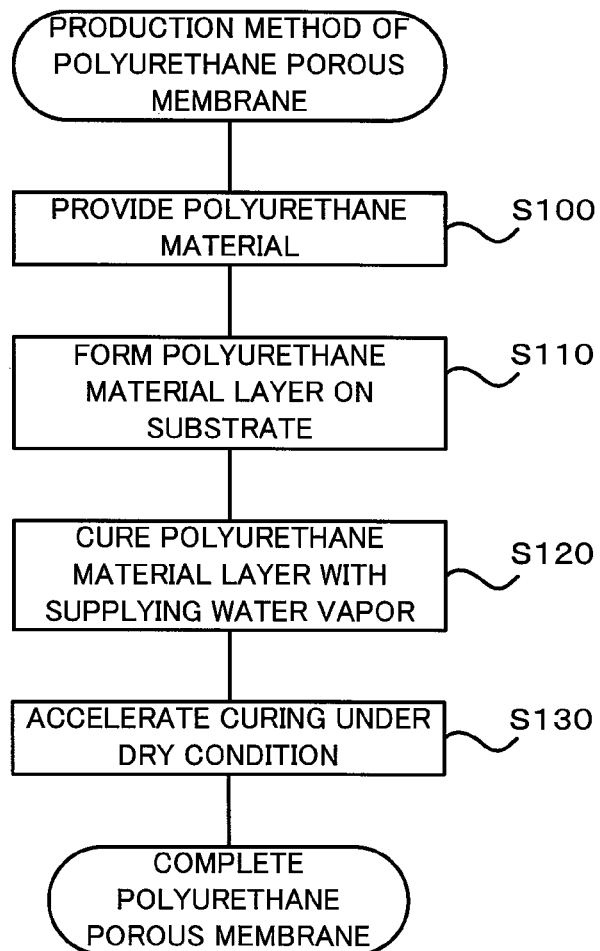 PRODUCTION METHOD OF
POLYURETHANE POROUS
MEMBRANE
PROVIDE POLYURETHANE
MATERIAL
S100
FORM POLYURETHANE
MATERIAL LAYER ON
SUBSTRATE
S110
CURE POLYURETHANE
MATERIAL LAYER WITH
SUPPLYING WATER VAPOR
S120
ACCELERATE CURING UNDER
DRY CONDITION
S130
COMPLETE
POLYURETHANE
POROUS MEMBRANE